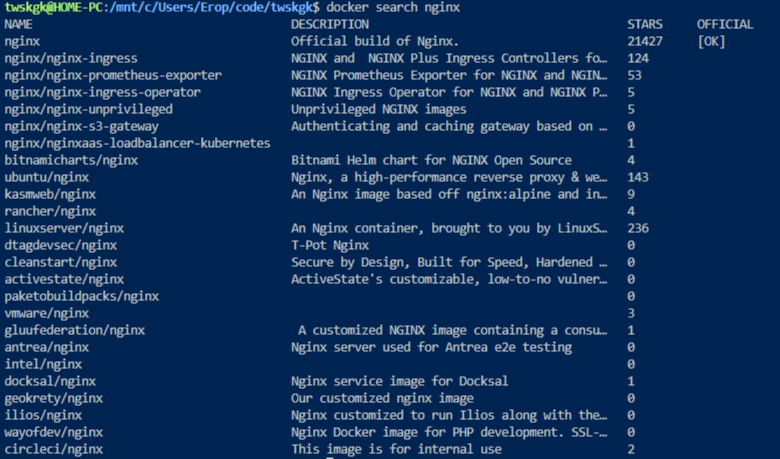 twskgk@HOME-PC:/mnt/c/Users/Erop/code/twskgk$ docker search nginx
NAME DESCRIPTION STARS OFFICIAL
nginx Official build of Nginx. 21427 [OK]
nginx/nginx-ingress NGINX and  NGINX Plus Ingress Controllers fo… 124
nginx/nginx-prometheus-exporter NGINX Prometheus Exporter for NGINX and NGIN… 53
nginx/nginx-ingress-operator NGINX Ingress Operator for NGINX and NGINX P… 5
nginx/nginx-unprivileged Unprivileged NGINX images 5
nginx/nginx-s3-gateway Authenticating and caching gateway based on … 0
nginx/nginxaas-loadbalancer-kubernetes 1
bitnamicharts/nginx Bitnami Helm chart for NGINX Open Source 4
ubuntu/nginx Nginx, a high-performance reverse proxy & we… 143
kasmweb/nginx An Nginx image based off nginx:alpine and in… 9
rancher/nginx 4
linuxserver/nginx An Nginx container, brought to you by LinuxS… 236
dtagdevsec/nginx T-Pot Nginx 0
cleanstart/nginx Secure by Design, Built for Speed, Hardened … 0
activestate/nginx ActiveState's customizable, low-to-no vulner… 0
paketobuildpacks/nginx 0
vmware/nginx 3
gluufederation/nginx A customized NGINX image containing a consu… 1
antrea/nginx Nginx server used for Antrea e2e testing 0
intel/nginx 0
docksal/nginx Nginx service image for Docksal 1
geokrety/nginx Our customized nginx image 0
ilios/nginx Nginx customized to run Ilios along with the… 0
wayofdev/nginx Nginx Docker image for PHP development. SSL-… 0
circleci/nginx This image is for internal use 2